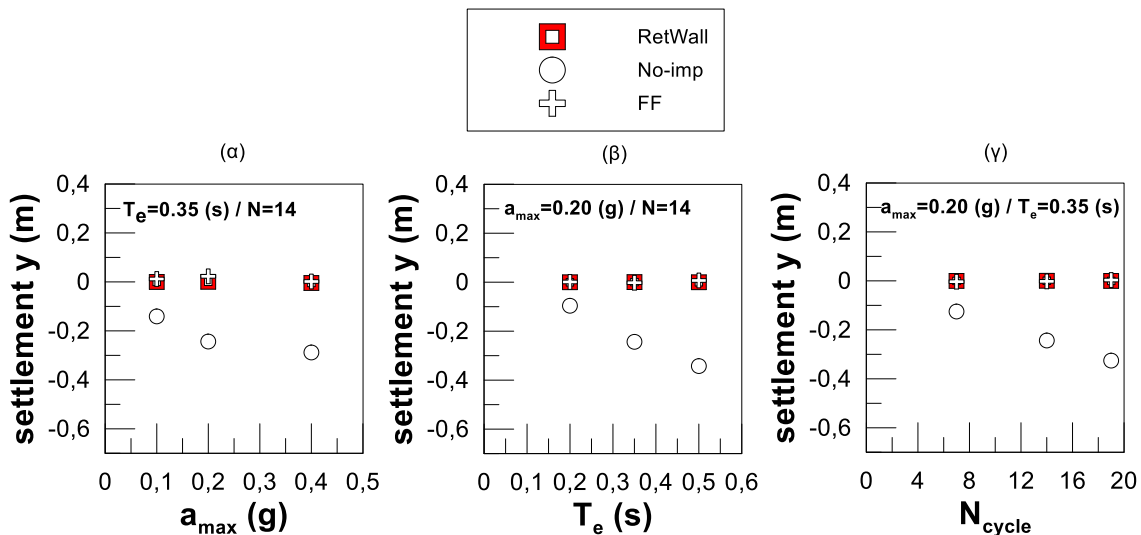 RetWall
No-imp
FF
(α)
(β)
(γ)
settlement y (m)
0,4
0,2
0
-0,2
-0,4
-0,6
Te=0.35 (s) / N=14
0 0,1 0,2 0,3 0,4 0,5
amax (g)
settlement y (m)
0,4
0,2
0
-0,2
-0,4
-0,6
amax=0.20 (g) / N=14
0 0,1 0,2 0,3 0,4 0,5 0,6
Te (s)
settlement y (m)
0,4
0,2
0
-0,2
-0,4
-0,6
amax=0.20 (g) / Te=0.35 (s)
0 4 8 12 16 20
Ncycle